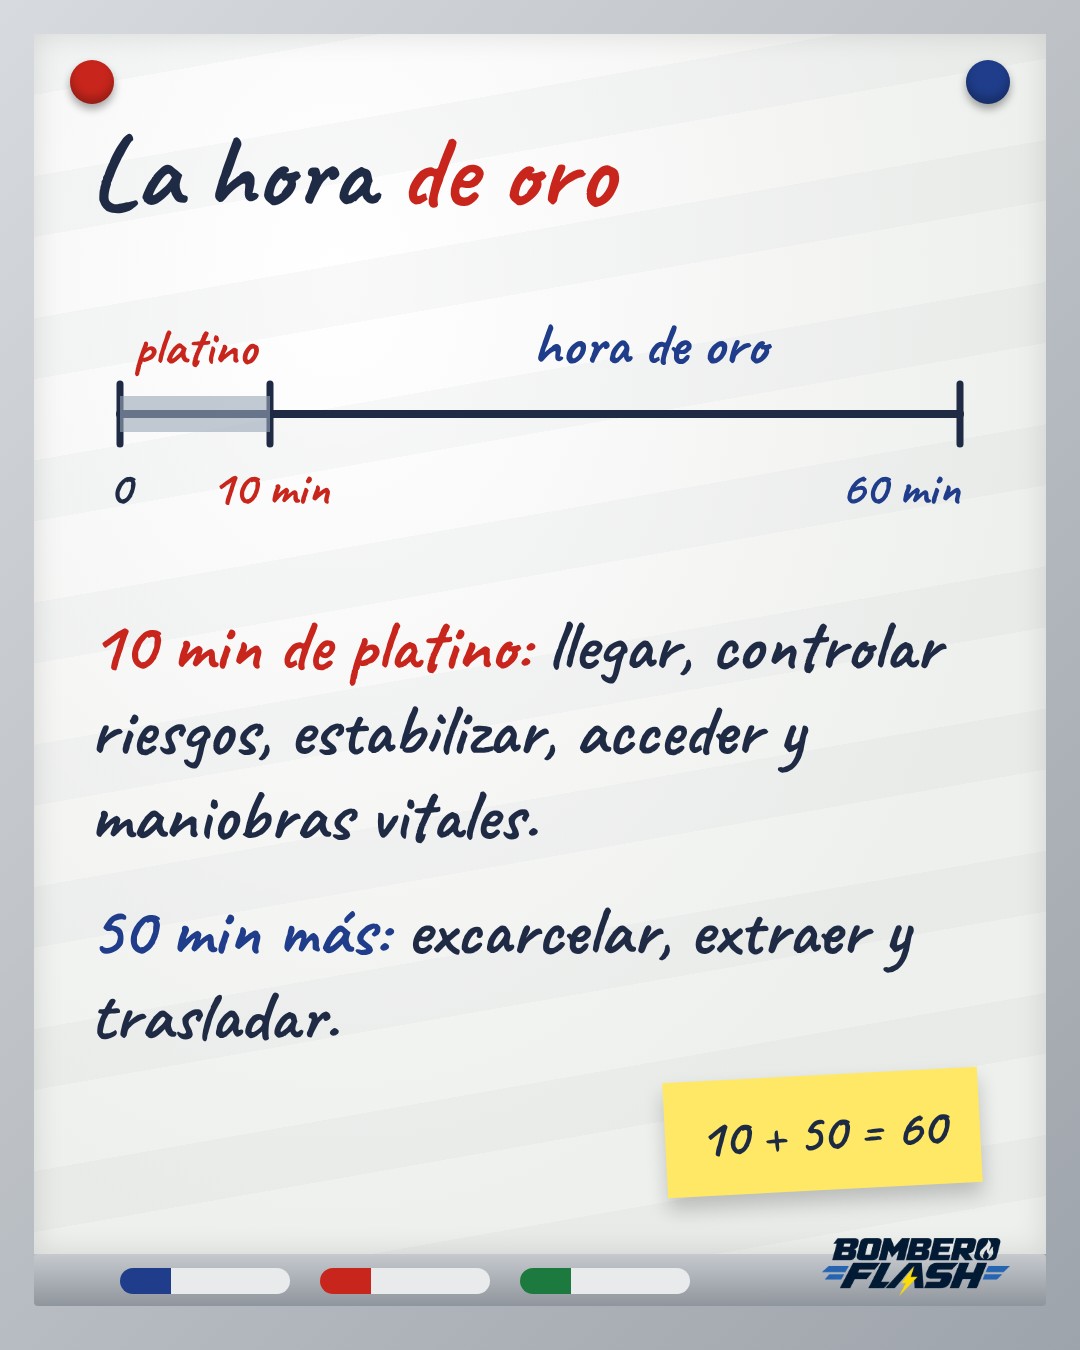 La hora de oro
platino
hora de oro
0
10 min
60 min
10 min de platino: llegar, controlar
riesgos, estabilizar, acceder y
maniobras vitales.
50 min más: excarcelar, extraer y
trasladar.
10 + 50 = 60
BOMBERO
FLASH